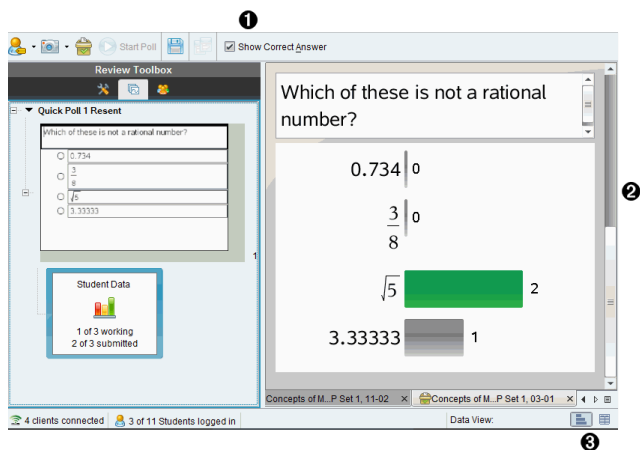 ❶
Start Poll Show Correct Answer
Review Toolbox
Quick Poll 1 Resent
Which of these is not a rational number?
0.734
3
8
√5
3.33333
1
Student Data
1 of 3 working
2 of 3 submitted
Which of these is not a rational
number?
0.734 0
3 0
8
√5 2
3.33333 1
❷
Concepts of M...P Set 1, 11-02 × Concepts of M...P Set 1, 03-01 ×
4 clients connected 3 of 11 Students logged in Data View:
❸